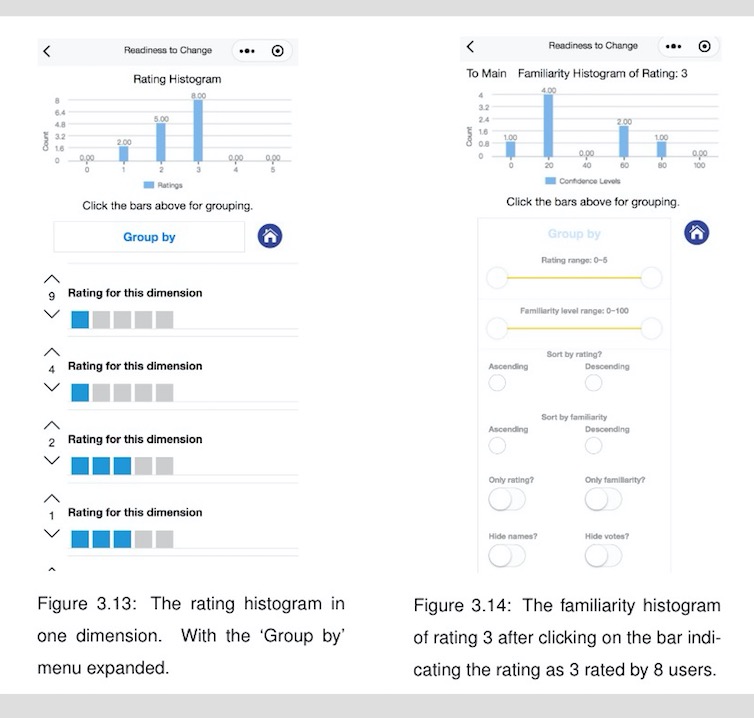 Readiness to Change
Rating Histogram
8
6.4
4.8
3.2
1.6
0
Count
0.00
2.00
5.00
8.00
0.00
0.00
0
1
2
3
4
5
Ratings
Click the bars above for grouping.
Group by
9
Rating for this dimension
4
Rating for this dimension
2
Rating for this dimension
1
Rating for this dimension
Figure 3.13: The rating histogram in
one dimension. With the ‘Group by’
menu expanded.
Readiness to Change
To Main Familiarity Histogram of Rating: 3
4
3.2
2.4
1.6
0.8
0
Count
1.00
4.00
0.00
2.00
1.00
0.00
0
20
40
60
80
100
Confidence Levels
Click the bars above for grouping.
Group by
Rating range: 0~5
Familiarity level range: 0~100
Sort by rating?
Ascending Descending
Sort by familiarity
Ascending Descending
Only rating? Only familiarity?
Hide names? Hide votes?
Figure 3.14: The familiarity histogram
of rating 3 after clicking on the bar indi-
cating the rating as 3 rated by 8 users.